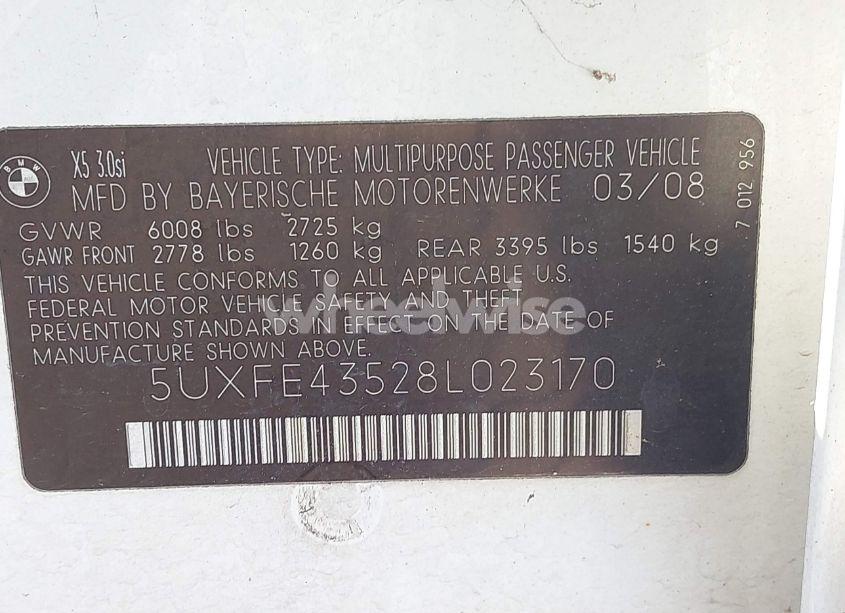 BMW
X5 3.0si VEHICLE TYPE: MULTIPURPOSE PASSENGER VEHICLE
MFD BY BAYERISCHE MOTORENWERKE 03/08
GVWR 6008 lbs 2725 kg
GAWR FRONT 2778 lbs 1260 kg REAR 3395 lbs 1540 kg
THIS VEHICLE CONFORMS TO ALL APPLICABLE U.S.
FEDERAL MOTOR VEHICLE SAFETY AND THEFT
PREVENTION STANDARDS IN EFFECT ON THE DATE OF
MANUFACTURE SHOWN ABOVE.
5UXFE43528L023170
7 012 956
wheelwise